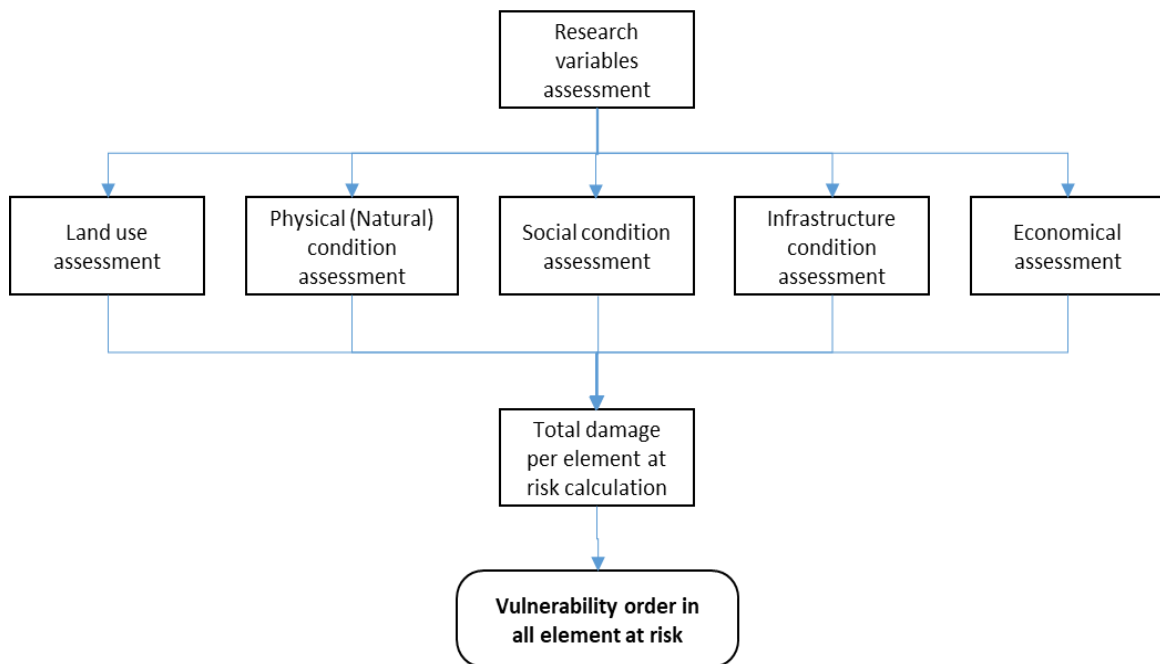 Research
variables
assessment
Land use
assessment
Physical (Natural)
condition
assessment
Social condition
assessment
Infrastructure
condition
assessment
Economical
assessment
Total damage
per element at
risk calculation
Vulnerability order in
all element at risk